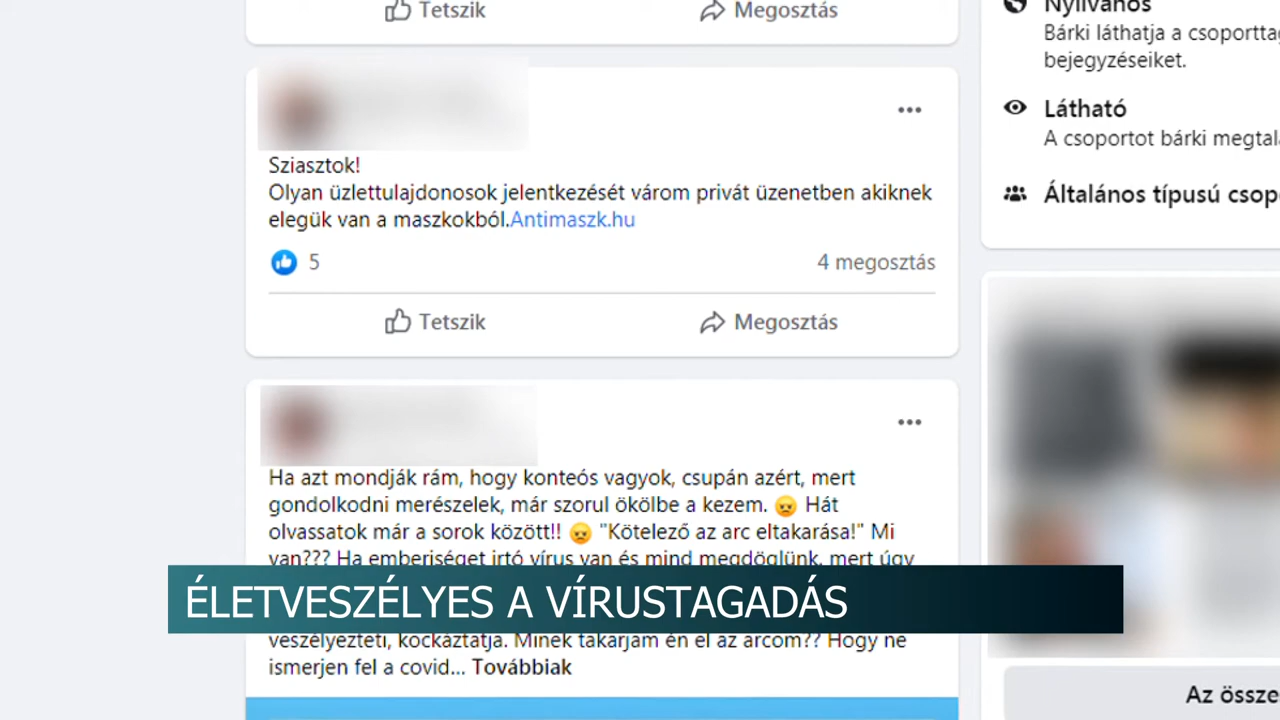 Tetszik
Megosztás
Sziasztok!
Olyan üzlettulajdonosok jelentkezését várom privát üzenetben akiknek
elegük van a maszkokból.Antimaszk.hu
5
4 megosztás
Tetszik
Megosztás
Ha azt mondják rám, hogy konteós vagyok, csupán azért, mert
gondolkodni merészelek, már szorul ökölbe a kezem. 😠 Hát
olvassatok már a sorok között!! 😠 "Kötelező az arc eltakarása!" Mi
van??? Ha emberiséget irtó vírus van és mind megdöglünk, mert úgy
ÉLETVESZÉLYES A VÍRUSTAGADÁS
veszélyezteti, kockáztatja. Minek takarjam én el az arcom?? Hogy ne
ismerjen fel a covid... Továbbiak
Nyilvános
Bárki láthatja a csoporttag
bejegyzéseiket.
Látható
A csoportot bárki megtalá
Általános típusú csop
Az össze